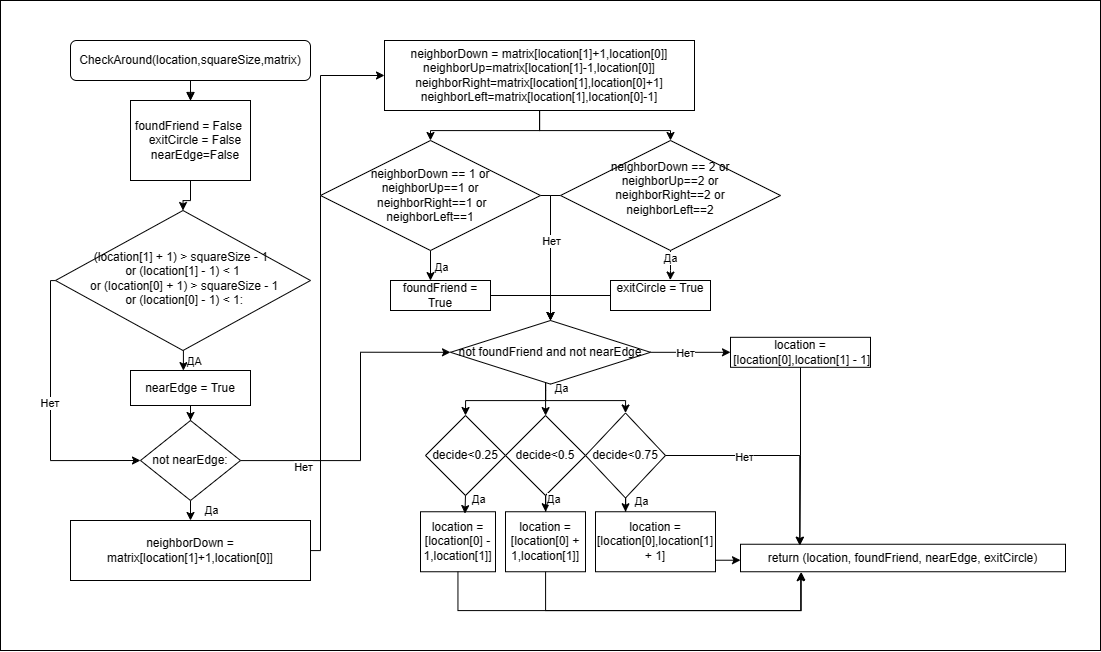 CheckAround(location,squareSize,matrix)
foundFriend = False
exitCircle = False
nearEdge=False
(location[1] + 1) > squareSize - 1
or (location[1] - 1) < 1
or (location[0] + 1) > squareSize - 1
or (location[0] - 1) < 1:
ДА
Нет
nearEdge = True
not nearEdge:
Нет
Да
neighborDown =
matrix[location[1]+1,location[0]]
neighborDown = matrix[location[1]+1,location[0]]
neighborUp=matrix[location[1]-1,location[0]]
neighborRight=matrix[location[1],location[0]+1]
neighborLeft=matrix[location[1],location[0]-1]
neighborDown == 1 or
neighborUp==1 or
neighborRight==1 or
neighborLeft==1
neighborDown == 2 or
neighborUp==2 or
neighborRight==2 or
neighborLeft==2
Нет
Да
Да
foundFriend =
True
exitCircle = True
not foundFriend and not nearEdge
Нет
location =
[location[0],location[1] - 1]
Да
decide<0.25
decide<0.5
decide<0.75
Нет
Да
Да
Да
location =
[location[0] -
1,location[1]]
location =
[location[0] +
1,location[1]]
location =
[location[0],location[1]
+ 1]
return (location, foundFriend, nearEdge, exitCircle)